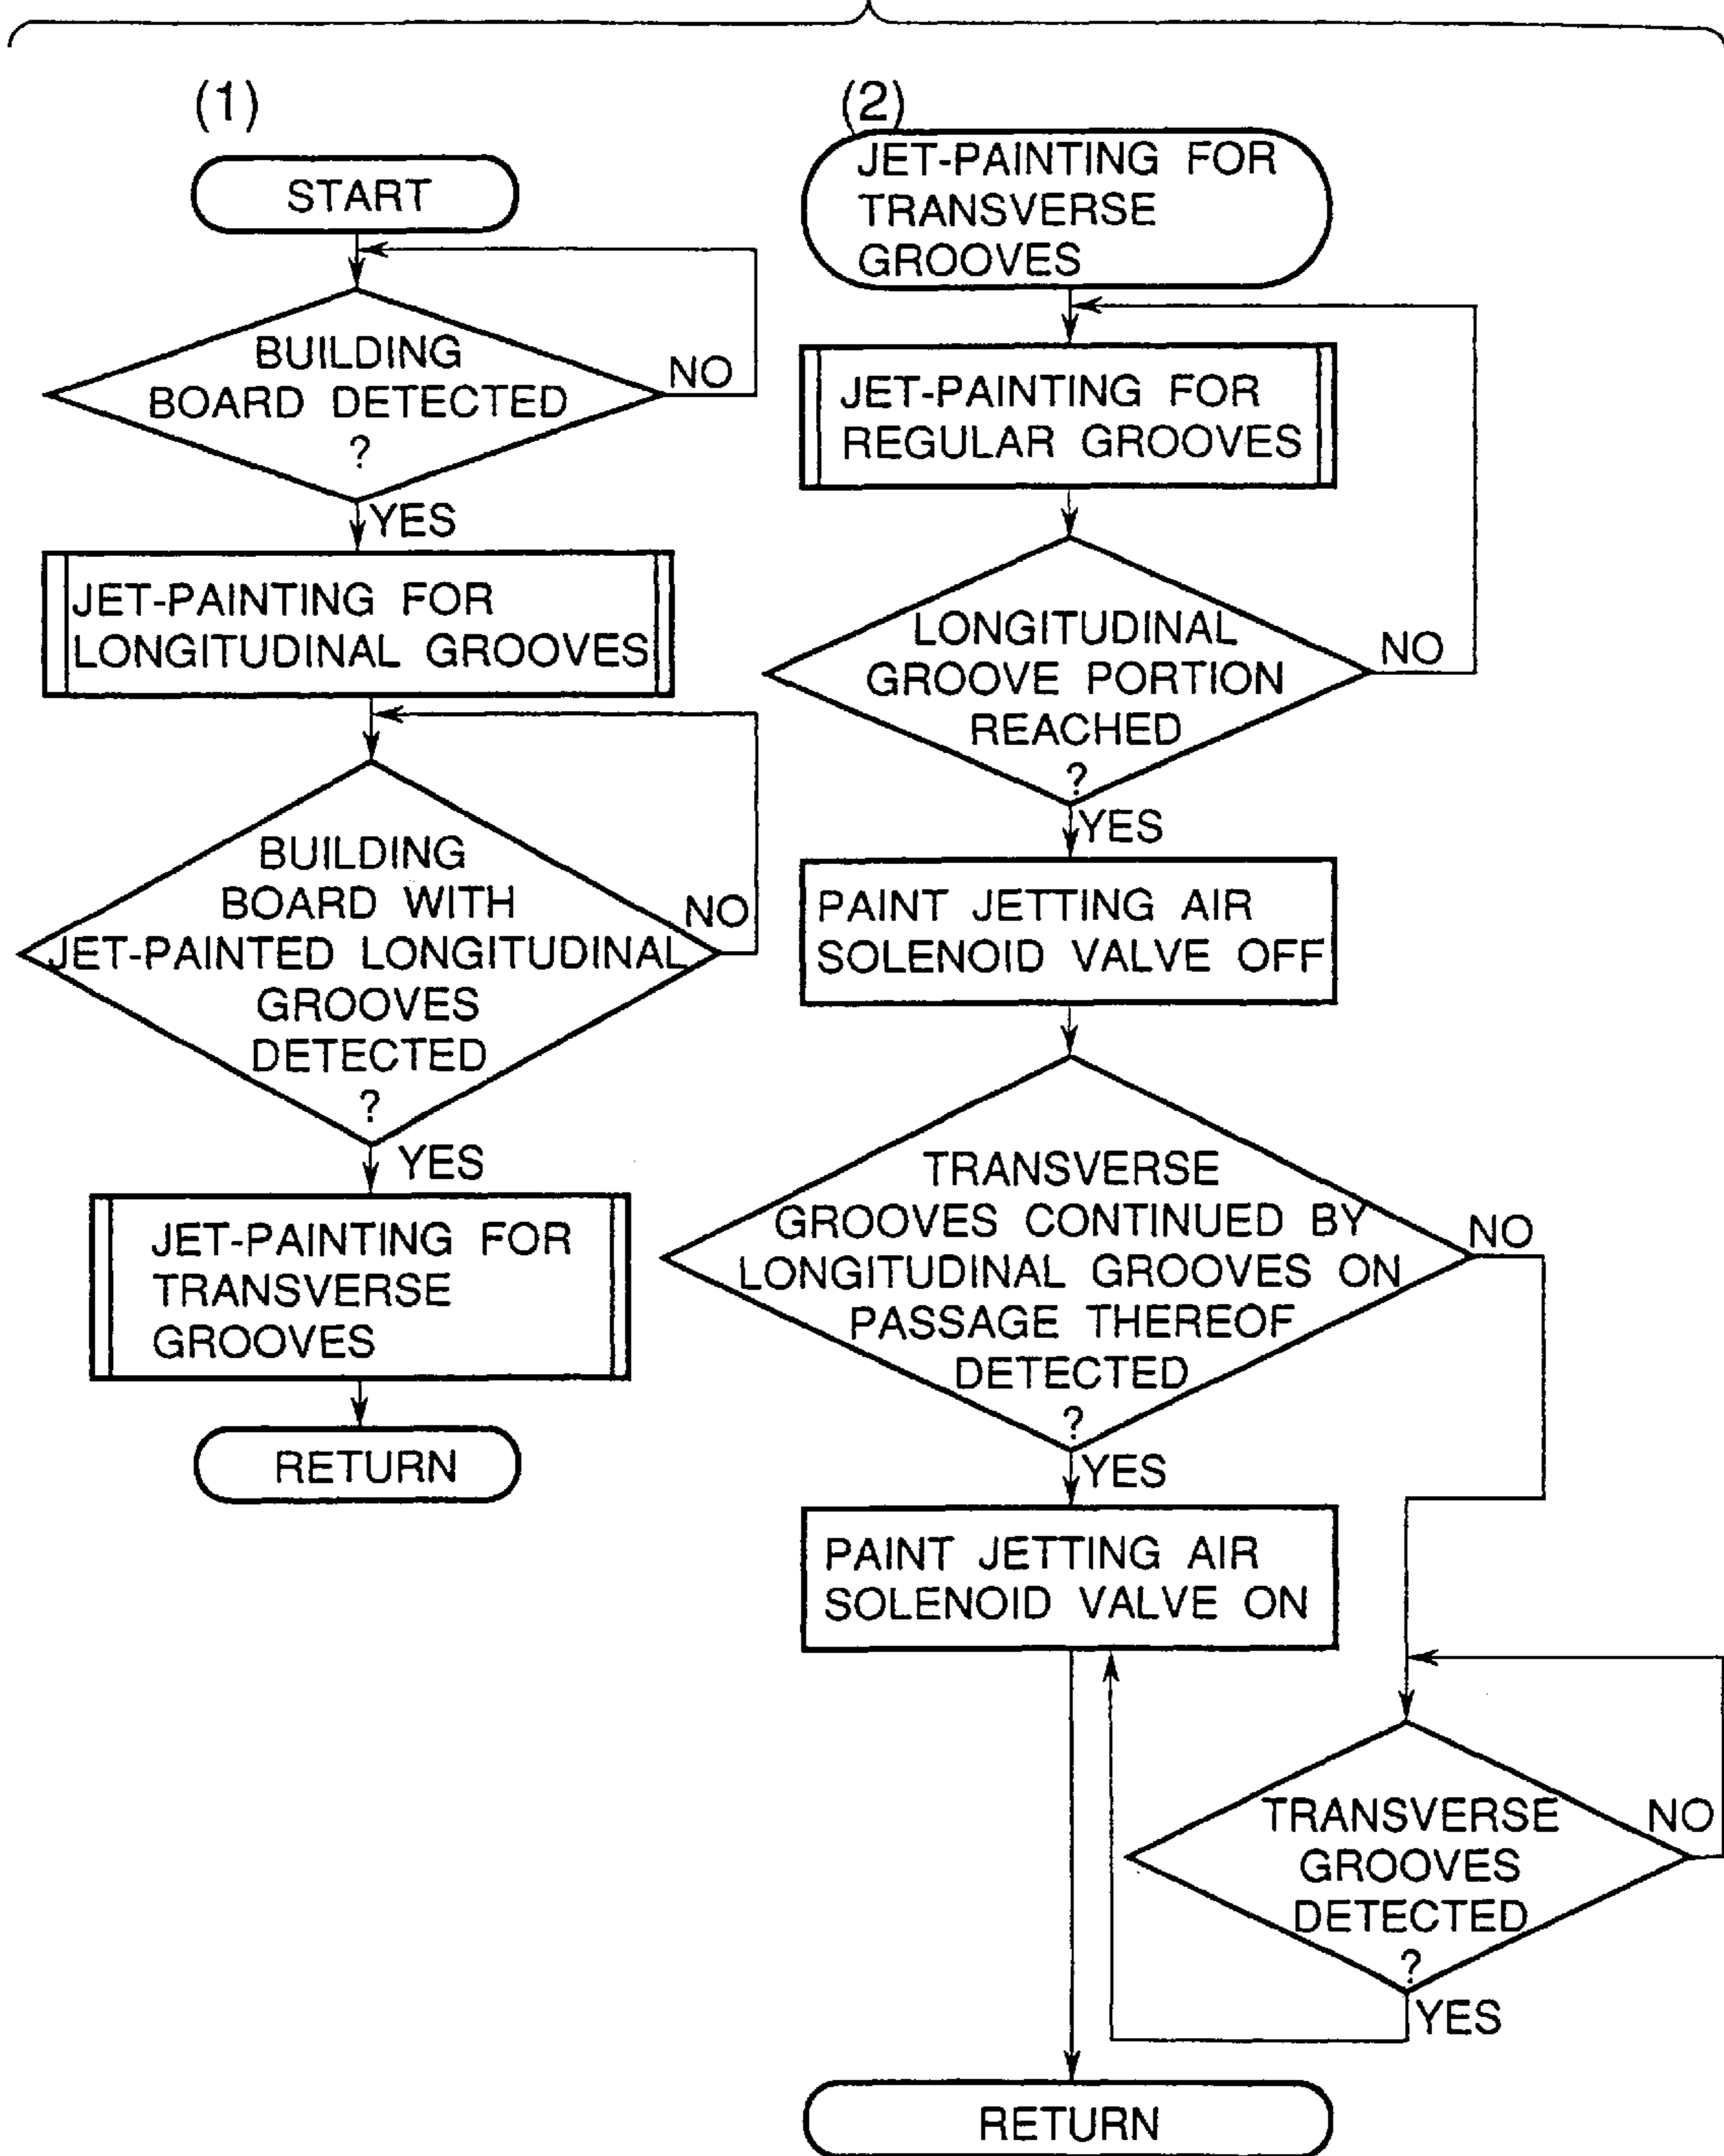 (1)
START
BUILDING
BOARD DETECTED
?
NO
YES
JET-PAINTING FOR
LONGITUDINAL GROOVES
BUILDING
BOARD WITH
JET-PAINTED LONGITUDINAL
GROOVES
DETECTED
?
NO
YES
JET-PAINTING FOR
TRANSVERSE
GROOVES
RETURN
(2)
JET-PAINTING FOR
TRANSVERSE
GROOVES
JET-PAINTING FOR
REGULAR GROOVES
LONGITUDINAL
GROOVE PORTION
REACHED
?
NO
YES
PAINT JETTING AIR
SOLENOID VALVE OFF
TRANSVERSE
GROOVES CONTINUED BY
LONGITUDINAL GROOVES ON
PASSAGE THEREOF
DETECTED
?
NO
YES
PAINT JETTING AIR
SOLENOID VALVE ON
TRANSVERSE
GROOVES
DETECTED
?
NO
YES
RETURN